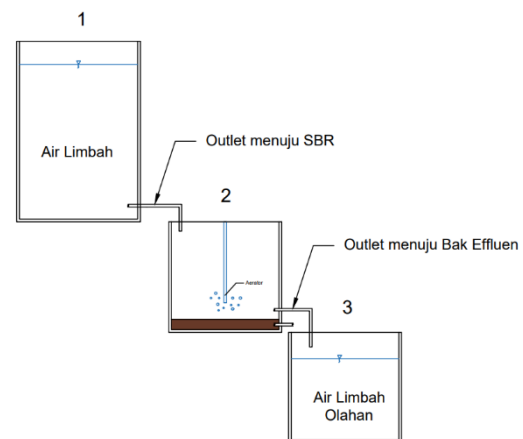 1
Air Limbah
Outlet menuju SBR
2
Aerator
Outlet menuju Bak Effluen
3
Air Limbah
Olahan